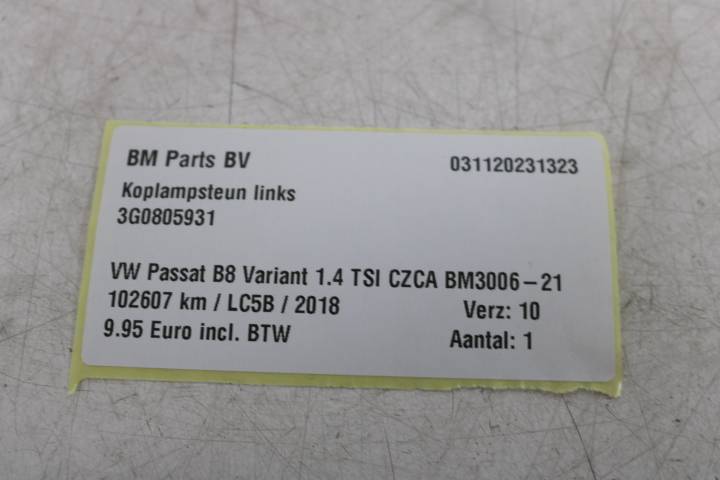 BM Parts BV 031120231323
Koplampsteun links
3G0805931
VW Passat B8 Variant 1.4 TSI CZCA BM3006-21
102607 km / LC5B / 2018 Verz: 10
9.95 Euro incl. BTW Aantal: 1